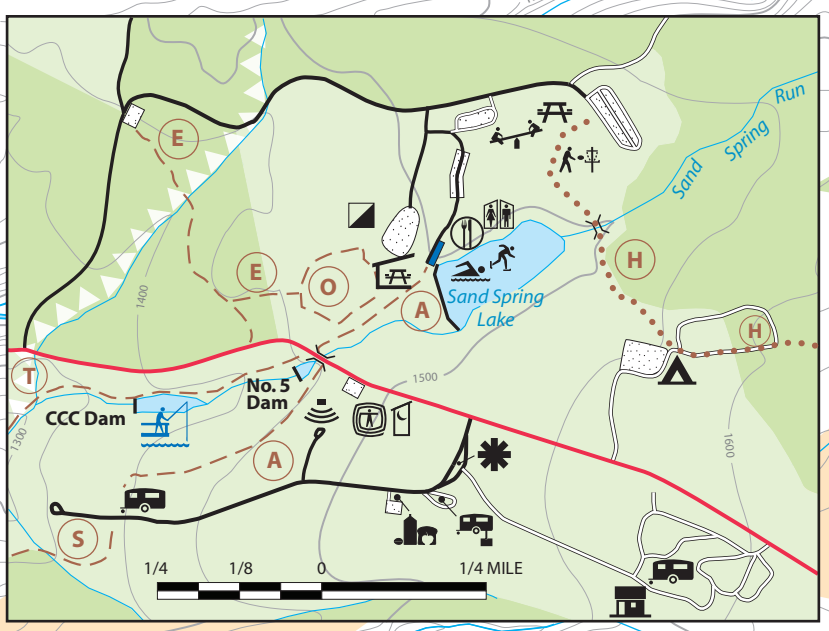 Run
Spring
Sand
E
H
E
O
A
1400
Sand Spring
Lake
H
T
No. 5
Dam
1500
CCC Dam
1300
1600
A
S
1/4 1/8 0 1/4 MILE